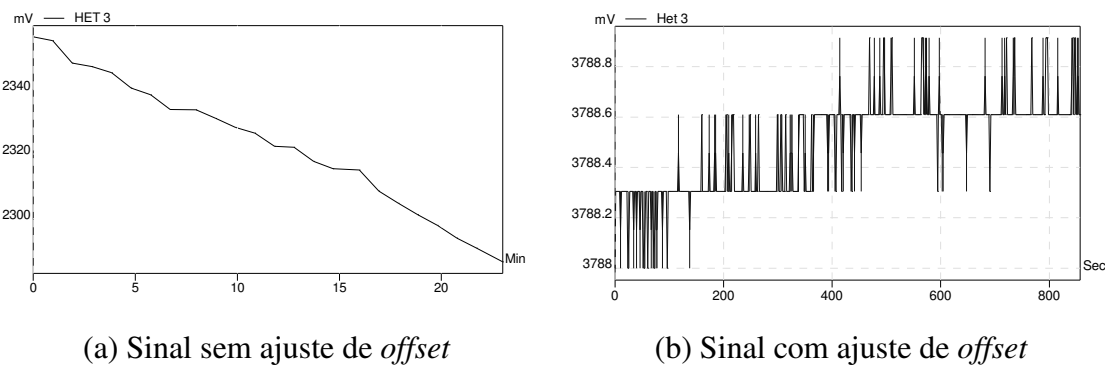 mV — HET 3
2340
2320
2300
Min
0 5 10 15 20
(a) Sinal sem ajuste de offset
mV — Het 3
3788.8
3788.6
3788.4
3788.2
3788
Sec
0 200 400 600 800
(b) Sinal com ajuste de offset